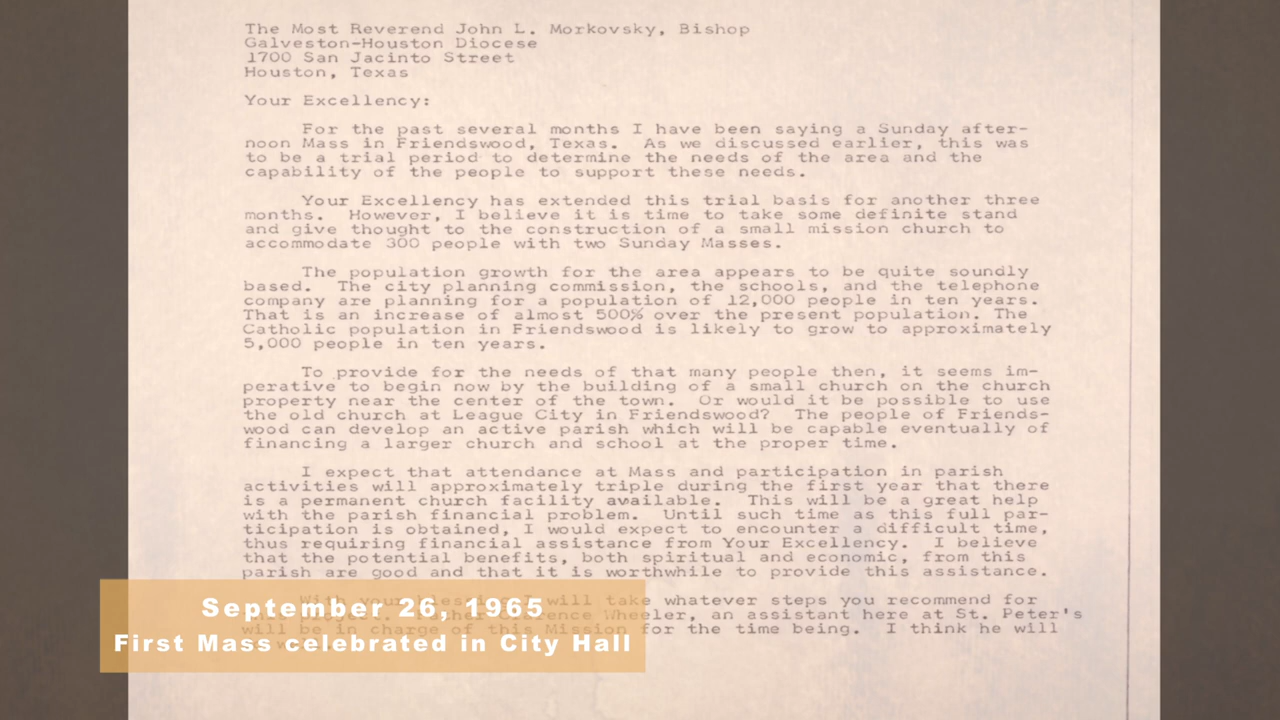 The Most Reverend John L. Morkovsky, Bishop
Galveston-Houston Diocese
1700 San Jacinto Street
Houston, Texas
Your Excellency:
For the past several months I have been saying a Sunday after-
noon Mass in Friendswood, Texas. As we discussed earlier, this was
to be a trial period to determine the needs of the area and the
capability of the people to support these needs.
Your Excellency has extended this trial basis for another three
months. However, I believe it is time to take some definite stand
and give thought to the construction of a small mission church to
accommodate 300 people with two Sunday Masses.
The population growth for the area appears to be quite soundly
based. The city planning commission, the schools, and the telephone
company are planning for a population of 12,000 people in ten years.
That is an increase of almost 500% over the present population. The
Catholic population in Friendswood is likely to grow to approximately
5,000 people in ten years.
To provide for the needs of that many people then, it seems im-
perative to begin now by the building of a small church on the church
property near the center of the town. Or would it be possible to use
the old church at League City in Friendswood? The people of Friends-
wood can develop an active parish which will be capable eventually of
financing a larger church and school at the proper time.
I expect that attendance at Mass and participation in parish
activities will approximately triple during the first year that there
is a permanent church facility available. This will be a great help
with the parish financial problem. Until such time as this full par-
ticipation is obtained, I would expect to encounter a difficult time,
thus requiring financial assistance from Your Excellency. I believe
that the potential benefits, both spiritual and economic, from this
parish are good and that it is worthwhile to provide this assistance.
With your blessing I will take whatever steps you recommend for
Wheeler, an assistant here at St. Peter's
will be in charge of this Mission for the time being. I think he will
September 26, 1965
First Mass celebrated in City Hall